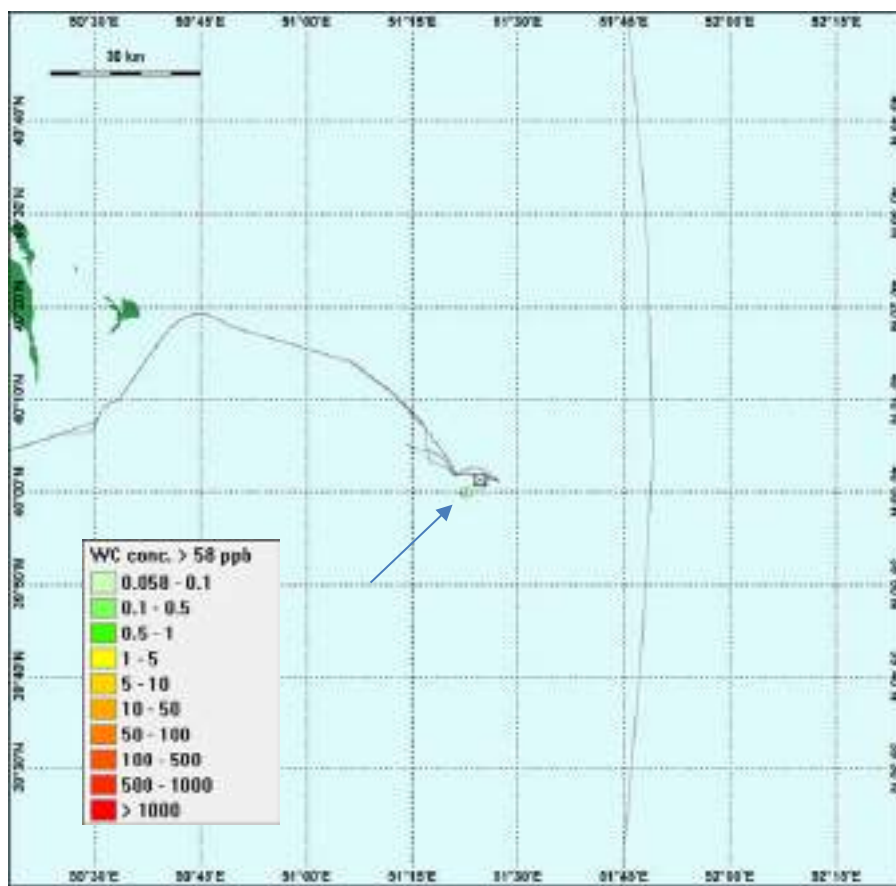 50°30'E 50°45'E 51°00'E 51°15'E 51°30'E 51°45'E 52°00'E 52°15'E
30 km
40°40'N
40°30'N
40°20'N
40°10'N
40°00'N
39°50'N
39°40'N
39°30'N
WC conc. > 58 ppb
0.058 - 0.1
0.1 - 0.5
0.5 - 1
1 - 5
5 - 10
10 - 50
50 - 100
100 - 500
500 - 1000
> 1000
50°30'E 50°45'E 51°00'E 51°15'E 51°30'E 51°45'E 52°00'E 52°15'E